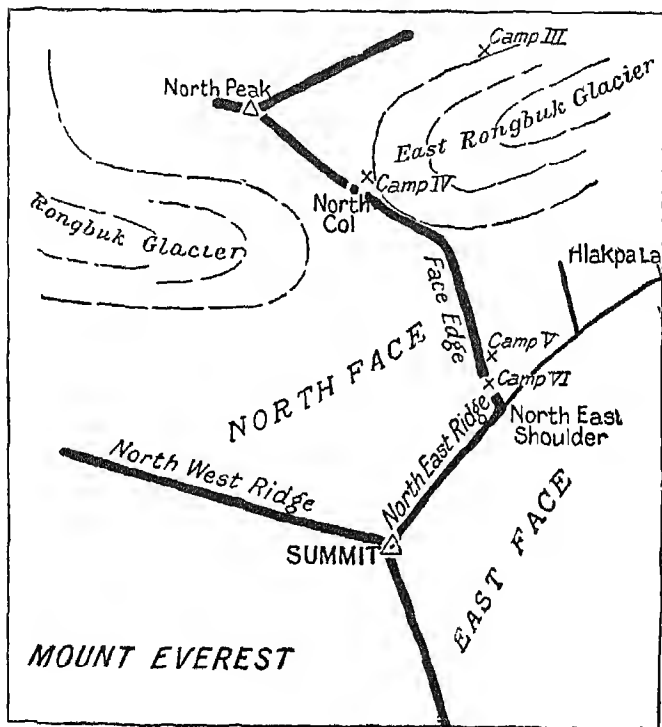 Camp III
North Peak
East Rongbuk Glacier
Camp IV
North
Col
Rongbuk Glacier
Hlakpa La
Face Edge
NORTH FACE
Camp V
Camp VI
North East
Shoulder
North East Ridge
North West Ridge
SUMMIT
EAST FACE
MOUNT EVEREST